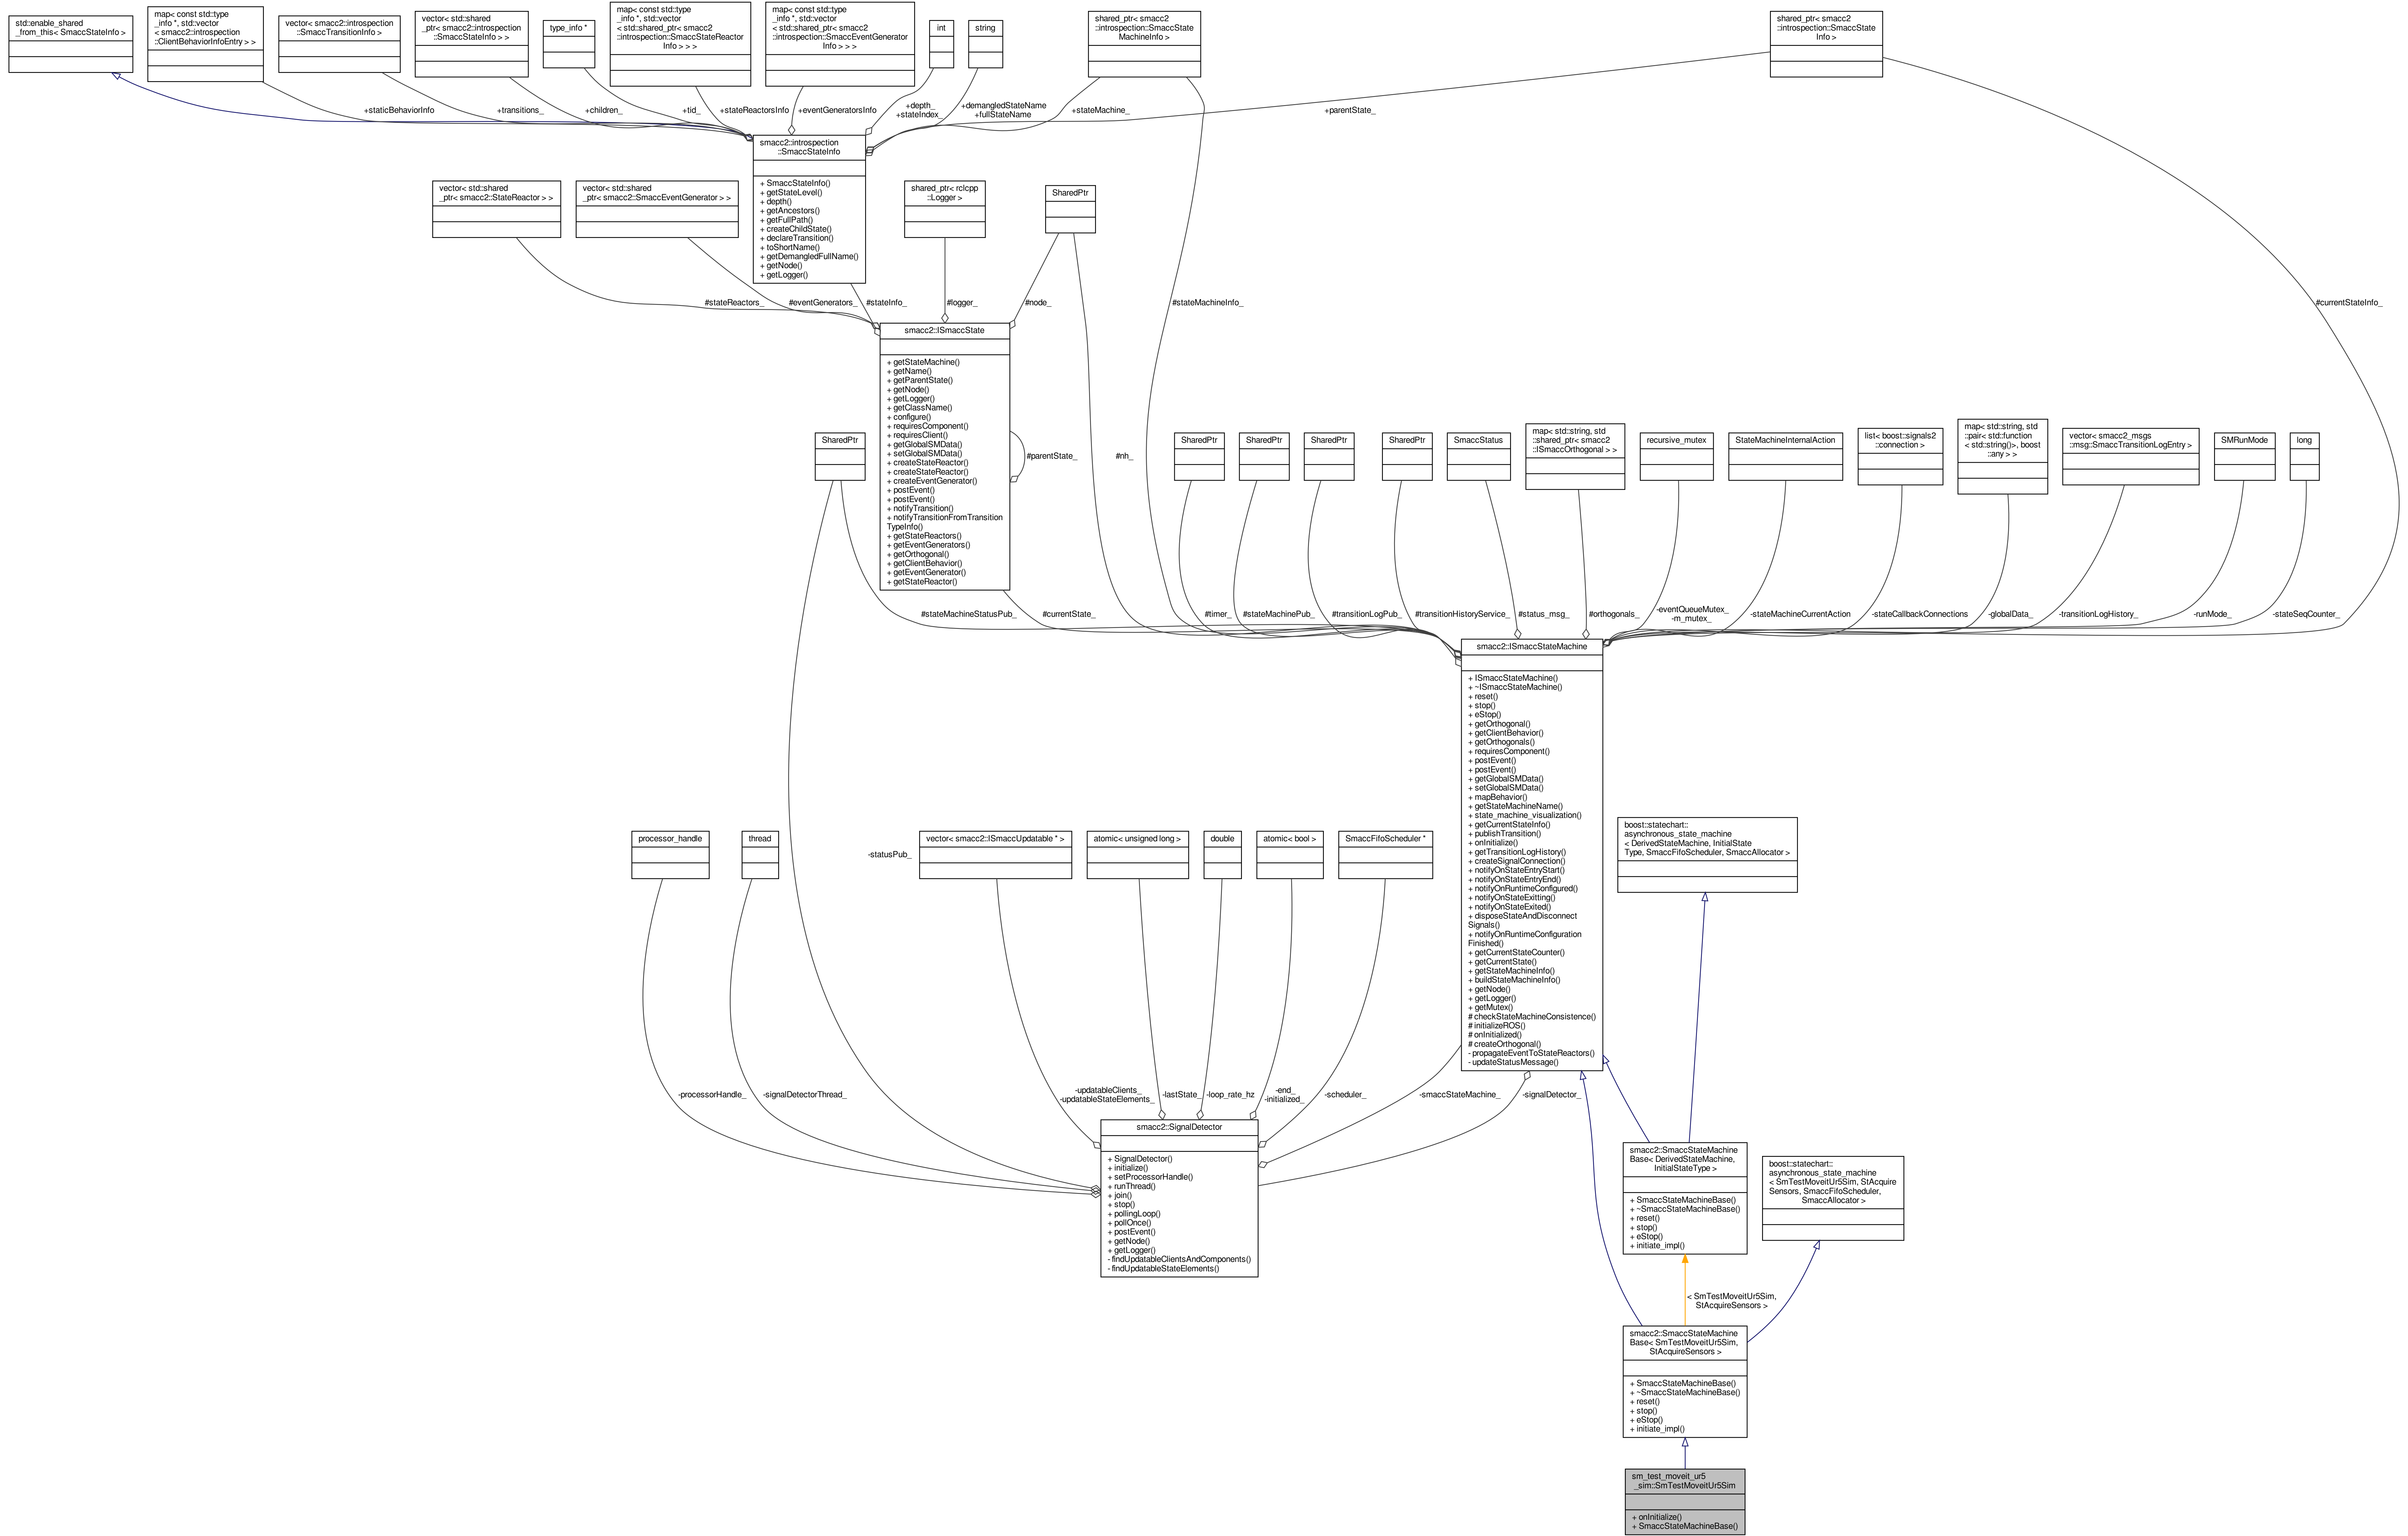 std::enable_shared
_from_this< SmaccStateInfo >
map< const std::type
_info *, std::vector
< smacc2::introspection
::ClientBehaviorInfoEntry > >
vector< smacc2::introspection
::SmaccTransitionInfo >
vector< std::shared
_ptr< smacc2::introspection
::SmaccStateInfo > >
type_info *
map< const std::type
_info *, std::vector
< std::shared_ptr< smacc2
::introspection::SmaccStateReactor
Info > > >
map< const std::type
_info *, std::vector
< std::shared_ptr< smacc2
::introspection::SmaccEventGenerator
Info > > >
int
string
shared_ptr< smacc2
::introspection::SmaccState
MachineInfo >
shared_ptr< smacc2
::introspection::SmaccState
Info >
+staticBehaviorInfo
+transitions_
+children_
+tid_
+stateReactorsInfo
+eventGeneratorsInfo
+depth_
+stateIndex_
+demangledStateName
+fullStateName
+stateMachine_
+parentState_
smacc2::introspection
::SmaccStateInfo
+ SmaccStateInfo()
+ getStateLevel()
+ depth()
+ getAncestors()
+ getFullPath()
+ createChildState()
+ declareTransition()
+ toShortName()
+ getDemangledFullName()
+ getNode()
+ getLogger()
vector< std::shared
_ptr< smacc2::StateReactor > >
vector< std::shared
_ptr< smacc2::SmaccEventGenerator > >
shared_ptr< rclcpp
::Logger >
SharedPtr
#stateReactors_
#eventGenerators_
#stateInfo_
#logger_
#node_
#stateMachineInfo_
#currentStateInfo_
smacc2::ISmaccState
+ getStateMachine()
+ getName()
+ getParentState()
+ getNode()
+ getLogger()
+ getClassName()
+ configure()
+ requiresComponent()
+ requiresClient()
+ getGlobalSMData()
+ setGlobalSMData()
+ createStateReactor()
+ createStateReactor()
+ createEventGenerator()
+ postEvent()
+ postEvent()
+ notifyTransition()
+ notifyTransitionFromTransition
TypeInfo()
+ getStateReactors()
+ getEventGenerators()
+ getOrthogonal()
+ getClientBehavior()
+ getEventGenerator()
+ getStateReactor()
#parentState_
#nh_
SharedPtr
SharedPtr
SharedPtr
SharedPtr
SharedPtr
SmaccStatus
map< std::string, std
::shared_ptr< smacc2
::ISmaccOrthogonal > >
recursive_mutex
StateMachineInternalAction
list< boost::signals2
::connection >
map< std::string, std
::pair< std::function
< std::string()>, boost
::any > >
vector< smacc2_msgs
::msg::SmaccTransitionLogEntry >
SMRunMode
long
#stateMachineStatusPub_
#currentState_
#timer_
#stateMachinePub_
#transitionLogPub_
#transitionHistoryService_
#status_msg_
#orthogonals_
-eventQueueMutex_
-m_mutex_
-stateMachineCurrentAction
-stateCallbackConnections
-globalData_
-transitionLogHistory_
-runMode_
-stateSeqCounter_
smacc2::ISmaccStateMachine
+ ISmaccStateMachine()
+ ~ISmaccStateMachine()
+ reset()
+ stop()
+ eStop()
+ getOrthogonal()
+ getClientBehavior()
+ getOrthogonals()
+ requiresComponent()
+ postEvent()
+ postEvent()
+ getGlobalSMData()
+ setGlobalSMData()
+ mapBehavior()
+ getStateMachineName()
+ state_machine_visualization()
+ getCurrentStateInfo()
+ publishTransition()
+ onInitialize()
+ getTransitionLogHistory()
+ createSignalConnection()
+ notifyOnStateEntryStart()
+ notifyOnStateEntryEnd()
+ notifyOnRuntimeConfigured()
+ notifyOnStateExitting()
+ notifyOnStateExited()
+ disposeStateAndDisconnect
Signals()
+ notifyOnRuntimeConfiguration
Finished()
+ getCurrentStateCounter()
+ getCurrentState()
+ getStateMachineInfo()
+ buildStateMachineInfo()
+ getNode()
+ getLogger()
+ getMutex()
# checkStateMachineConsistence()
# initializeROS()
# onInitialized()
# createOrthogonal()
- propagateEventToStateReactors()
- updateStatusMessage()
processor_handle
thread
-statusPub_
vector< smacc2::ISmaccUpdatable * >
atomic< unsigned long >
double
atomic< bool >
SmaccFifoScheduler *
boost::statechart::
asynchronous_state_machine
< DerivedStateMachine, InitialState
Type, SmaccFifoScheduler, SmaccAllocator >
-processorHandle_
-signalDetectorThread_
-updatableClients_
-updatableStateElements_
-lastState_
-loop_rate_hz
-end_
-initialized_
-scheduler_
-smaccStateMachine_
-signalDetector_
smacc2::SignalDetector
+ SignalDetector()
+ initialize()
+ setProcessorHandle()
+ runThread()
+ join()
+ stop()
+ pollingLoop()
+ pollOnce()
+ postEvent()
+ getNode()
+ getLogger()
- findUpdatableClientsAndComponents()
- findUpdatableStateElements()
smacc2::SmaccStateMachine
Base< DerivedStateMachine,
InitialStateType >
+ SmaccStateMachineBase()
+ ~SmaccStateMachineBase()
+ reset()
+ stop()
+ eStop()
+ initiate_impl()
boost::statechart::
asynchronous_state_machine
< SmTestMoveitUr5Sim, StAcquire
Sensors, SmaccFifoScheduler,
SmaccAllocator >
< SmTestMoveitUr5Sim,
StAcquireSensors >
smacc2::SmaccStateMachine
Base< SmTestMoveitUr5Sim,
StAcquireSensors >
+ SmaccStateMachineBase()
+ ~SmaccStateMachineBase()
+ reset()
+ stop()
+ eStop()
+ initiate_impl()
sm_test_moveit_ur5
_sim::SmTestMoveitUr5Sim
+ onInitialize()
+ SmaccStateMachineBase()